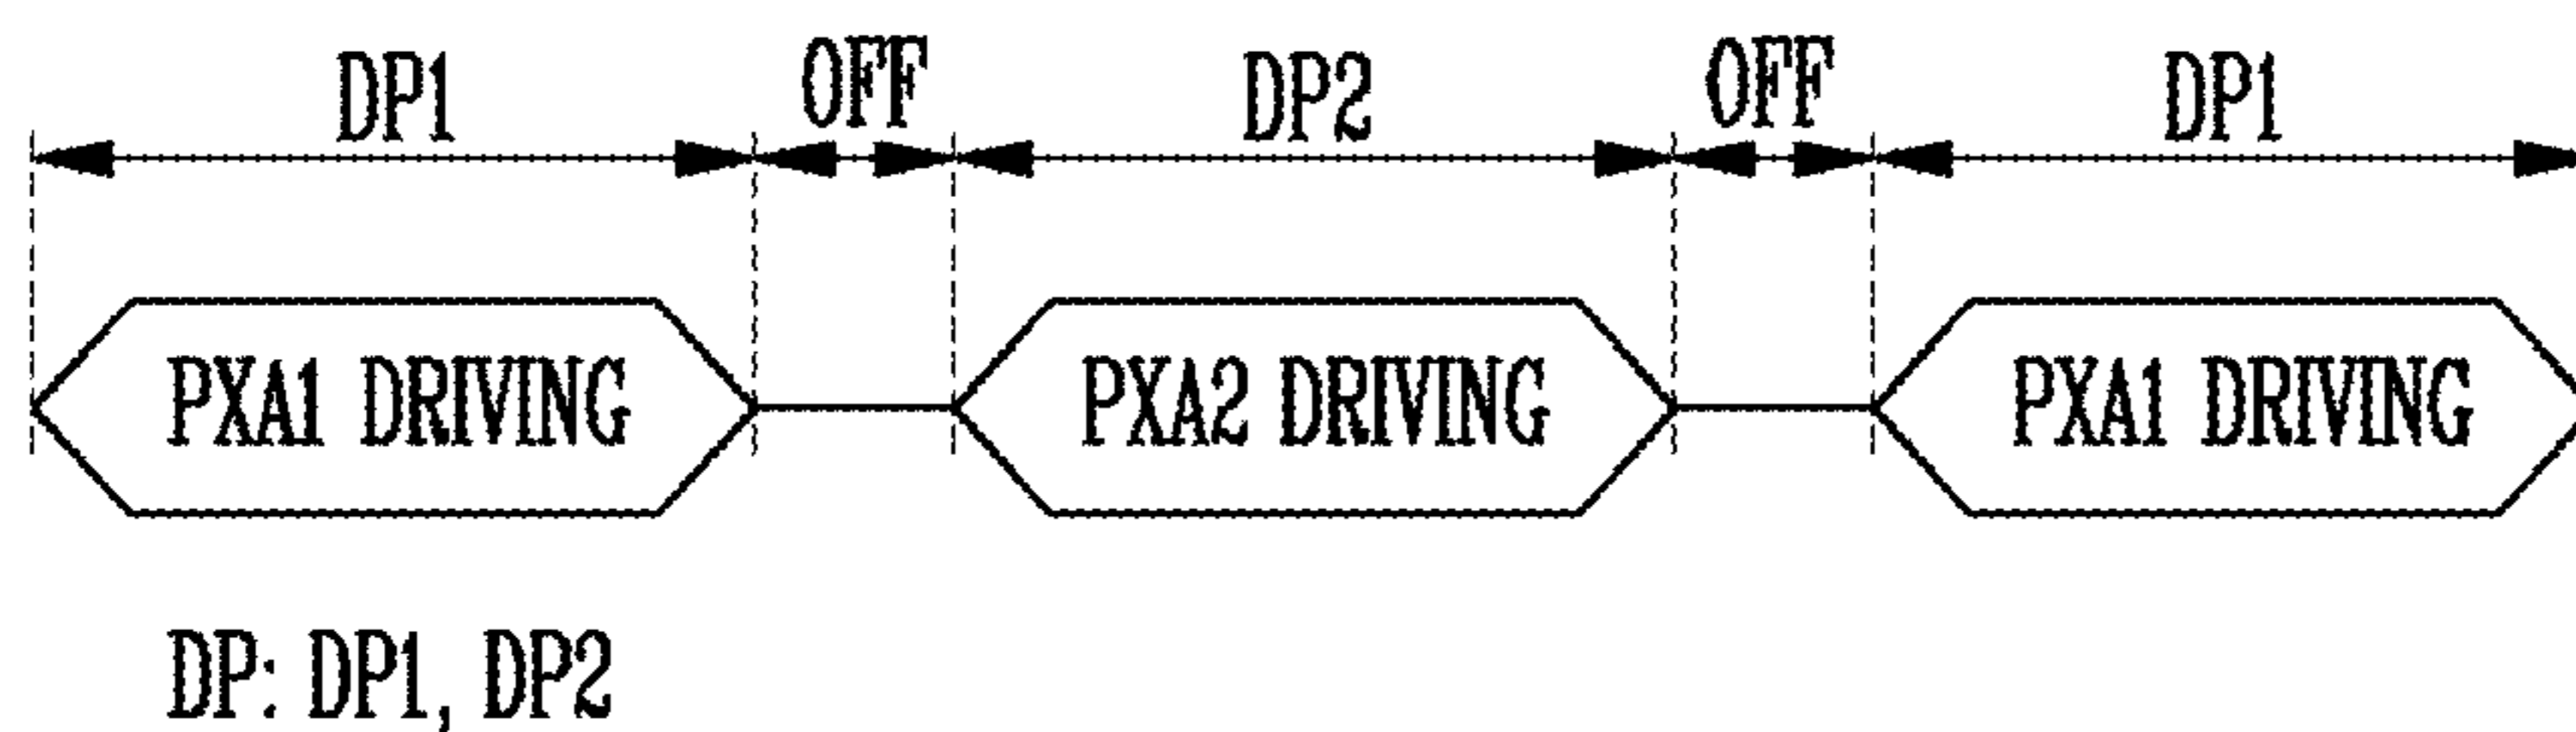 DP1 OFF DP2 OFF DP1
PXA1 DRIVING PXA2 DRIVING PXA1 DRIVING
DP: DP1, DP2